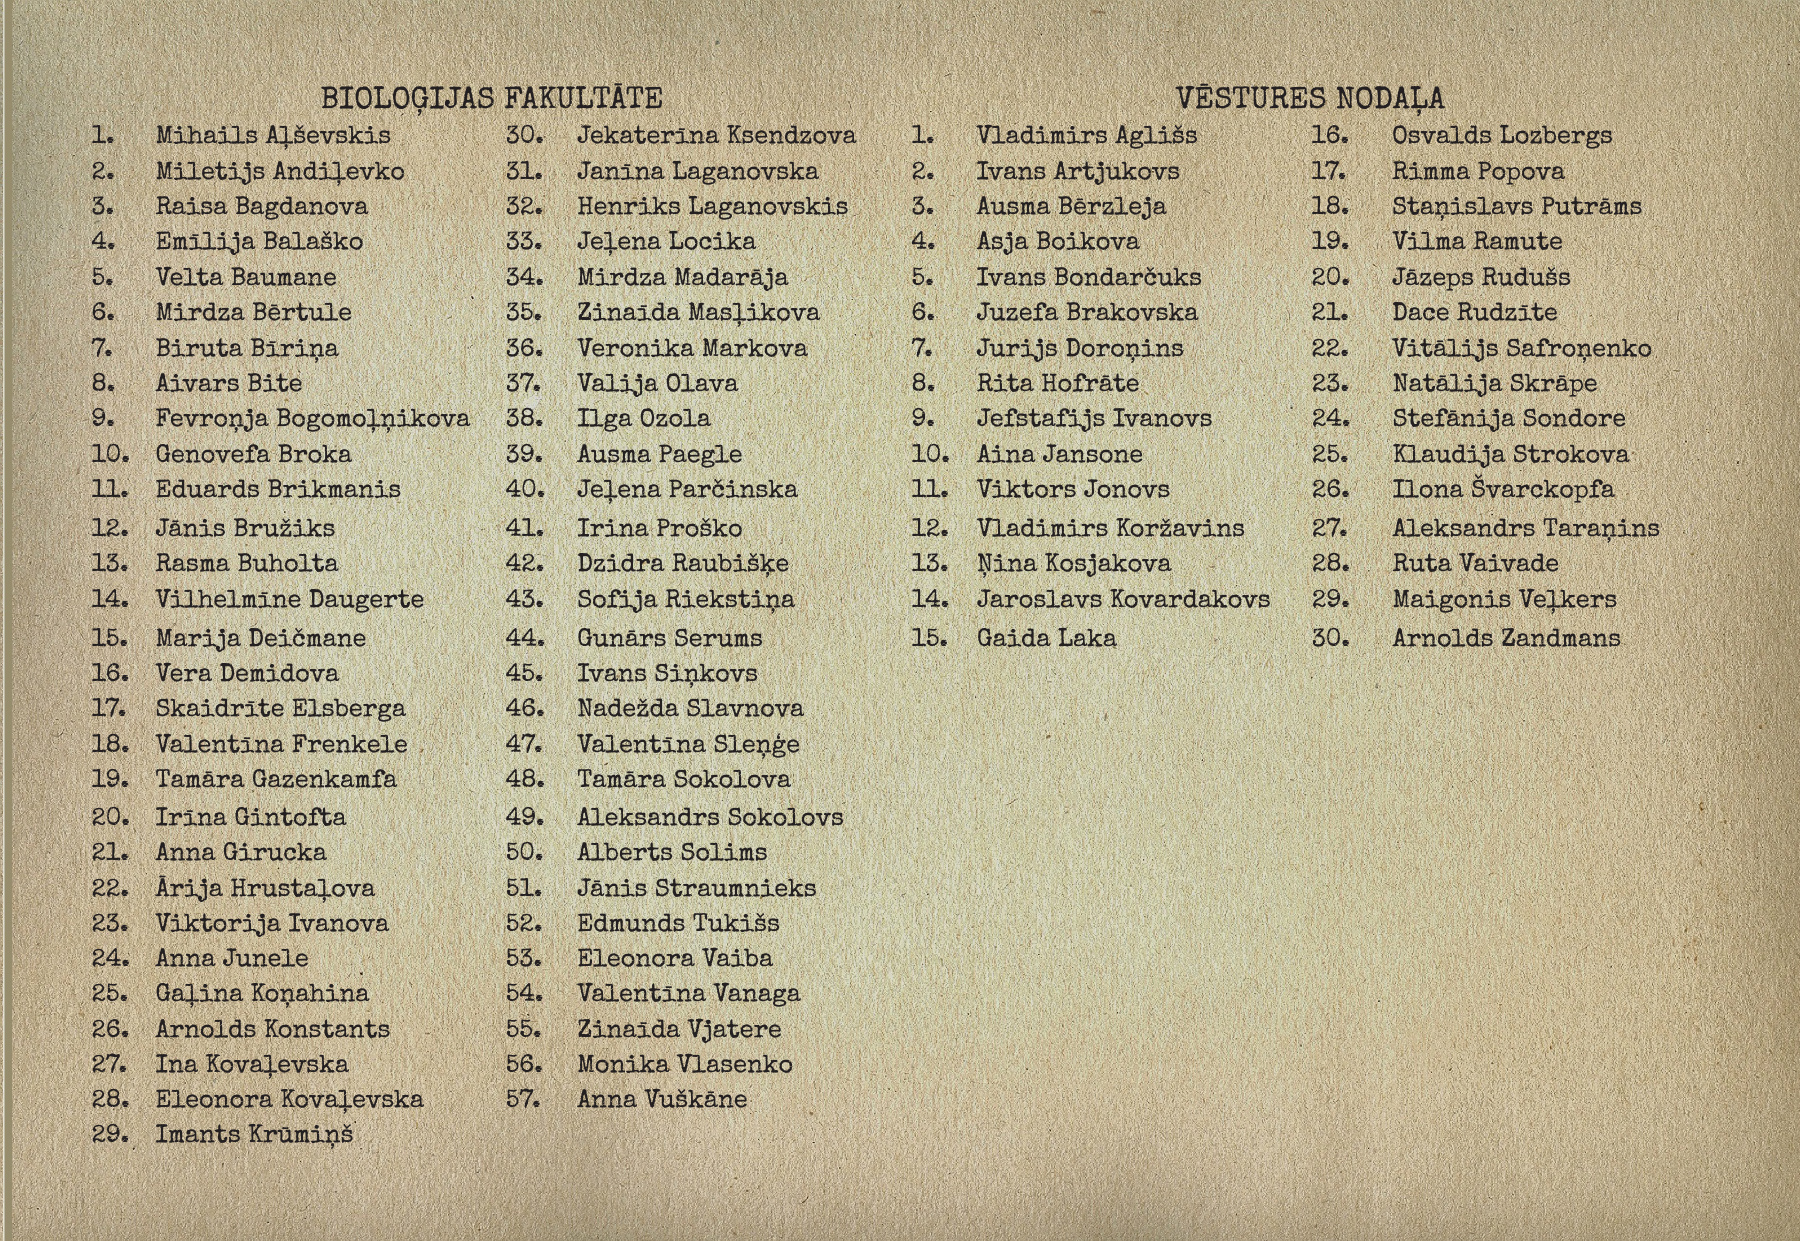 BIOLOĢIJAS FAKULTĀTE
1. Mihails Aļševskis
2. Miletijs Andiļevko
3. Raisa Bagdanova
4. Emīlija Balaško
5. Velta Baumane
6. Mirdza Bērtule
7. Biruta Bīriņa
8. Aivars Bite
9. Fevroņja Bogomoļņikova
10. Genovefa Broka
11. Eduards Brikmanis
12. Jānis Bružiks
13. Rasma Buholta
14. Vilhelmīne Daugerte
15. Marija Deičmane
16. Vera Demidova
17. Skaidrīte Elsberga
18. Valentīna Frenkele
19. Tamāra Gazenkamfa
20. Irīna Gintofta
21. Anna Girucka
22. Ārija Hrustaļova
23. Viktorija Ivanova
24. Anna Junele
25. Gaļina Koņahina
26. Arnolds Konstants
27. Ina Kovaļevska
28. Eleonora Kovaļevska
29. Imants Krūmiņš
30. Jekaterīna Ksendzova
31. Janīna Laganovska
32. Henriks Laganovskis
33. Jeļena Locika
34. Mirdza Madarāja
35. Zinaīda Masļikova
36. Veronika Markova
37. Valija Olava
38. Ilga Ozola
39. Ausma Paegle
40. Jeļena Parčinska
41. Irina Proško
42. Dzidra Raubišķe
43. Sofija Riekstiņa
44. Gunārs Serums
45. Ivans Siņkovs
46. Nadežda Slavnova
47. Valentīna Sleņģe
48. Tamāra Sokolova
49. Aleksandrs Sokolovs
50. Alberts Solims
51. Jānis Straumnieks
52. Edmunds Tukišs
53. Eleonora Vaiba
54. Valentīna Vanaga
55. Zinaīda Vjatere
56. Monika Vlasenko
57. Anna Vuškāne
VĒSTURES NODAĻA
1. Vladimirs Aglišs
2. Ivans Artjukovs
3. Ausma Bērzleja
4. Asja Boikova
5. Ivans Bondarčuks
6. Juzefa Brakovska
7. Jurijs Doroņins
8. Rita Hofrāte
9. Jefstafijs Ivanovs
10. Aina Jansone
11. Viktors Jonovs
12. Vladimirs Koržavins
13. Ņina Kosjakova
14. Jaroslavs Kovardakovs
15. Gaida Laka
16. Osvalds Lozbergs
17. Rimma Popova
18. Staņislavs Putrāms
19. Vilma Ramute
20. Jāzeps Rudušs
21. Dace Rudzīte
22. Vitālijs Safroņenko
23. Natālija Skrāpe
24. Stefānija Sondore
25. Klaudija Strokova
26. Ilona Švarckopfa
27. Aleksandrs Taraņins
28. Ruta Vaivade
29. Maigonis Veļkers
30. Arnolds Zandmans